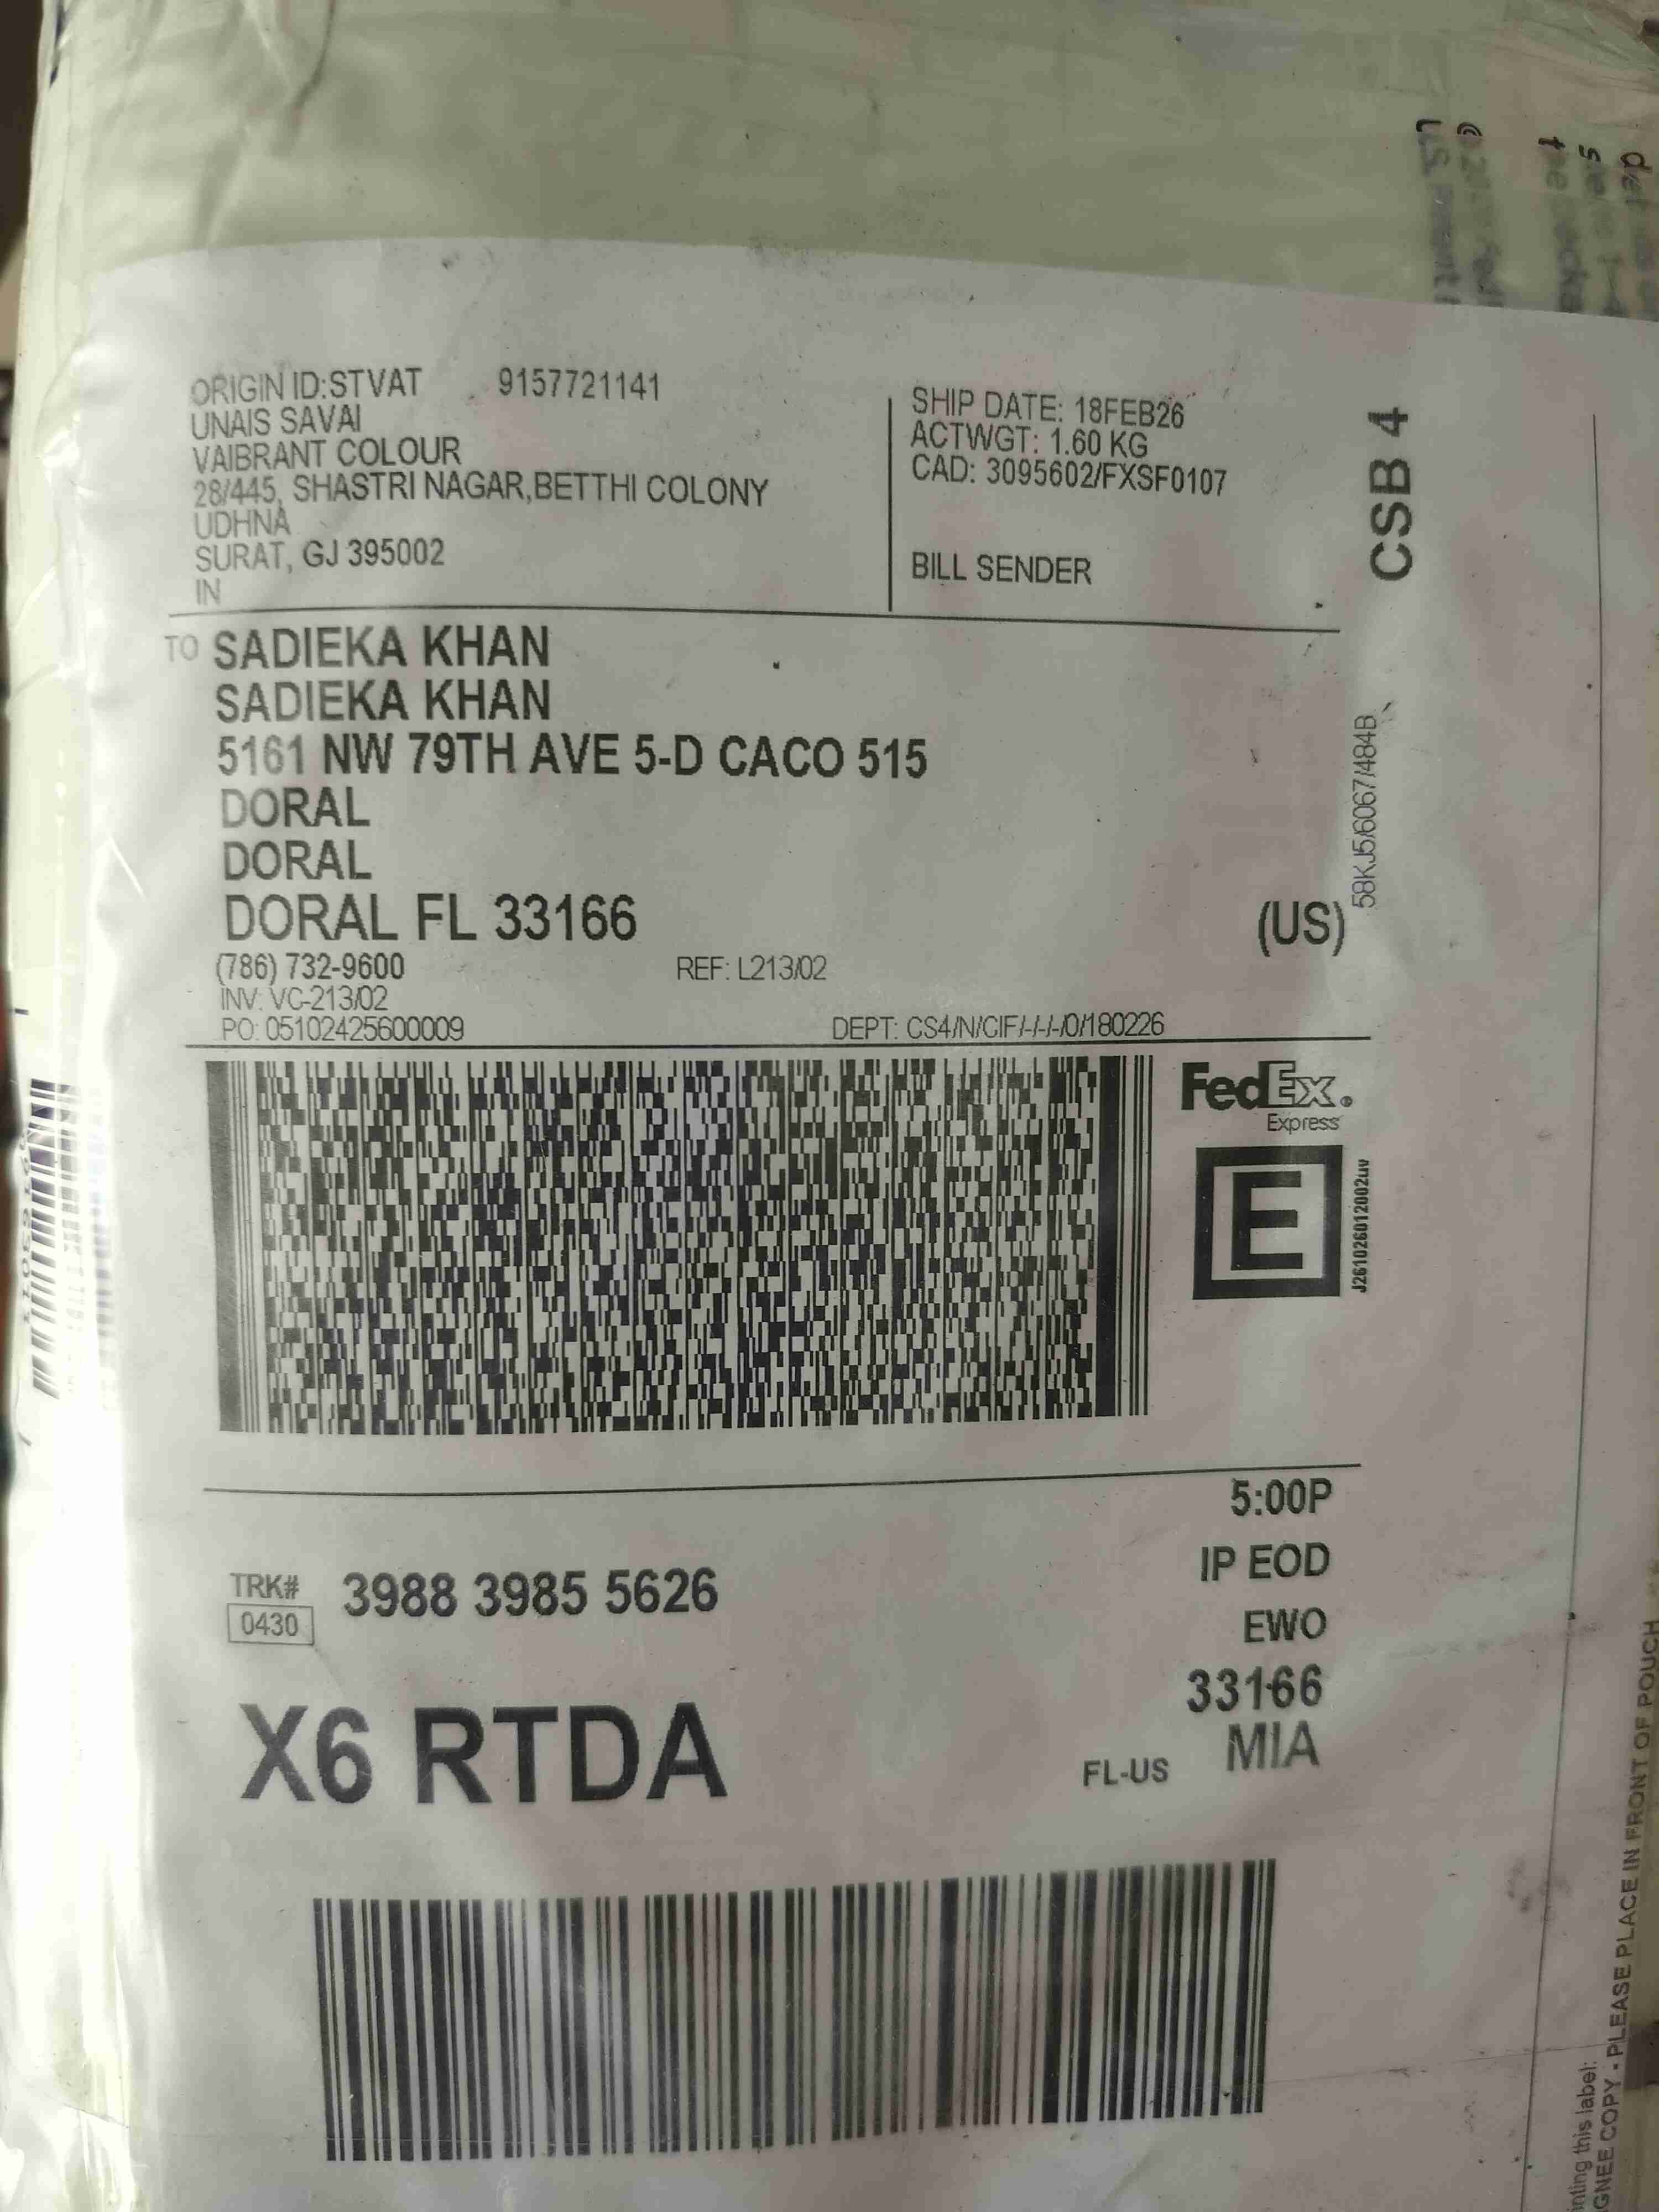 ORIGIN ID:STVAT 9157721141
UNAIS SAVAI
VAIBRANT COLOUR
28/445, SHASTRI NAGAR,BETTHI COLONY
UDHNA
SURAT, GJ 395002
IN
SHIP DATE: 18FEB26
ACTWGT: 1.60 KG
CAD: 3095602/FXSF0107
BILL SENDER
CSB 4
TO SADIEKA KHAN
SADIEKA KHAN
5161 NW 79TH AVE 5-D CACO 515
DORAL
DORAL
DORAL FL 33166
(US)
58KJ5/6067/484B
(786) 732-9600 REF: L213/02
INV: VC-213/02
PO: 05102425600009 DEPT: CS4/N/CIF/-/-/-/0/180226
FedEx.
Express
E
J261026012002uv
5:00P
TRK# 3988 3985 5626 IP EOD
0430 EWO
33166
X6 RTDA FL-US MIA
inting this label:
GNEE COPY - PLEASE PLACE IN FRONT OF POUCH